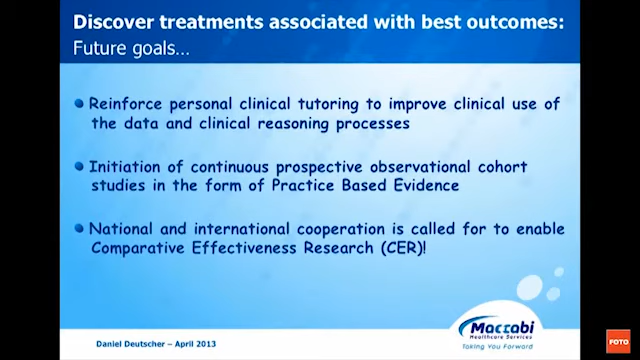 Discover treatments associated with best outcomes:
Future goals...
Reinforce personal clinical tutoring to improve clinical use of
the data and clinical reasoning processes
Initiation of continuous prospective observational cohort
studies in the form of Practice Based Evidence
National and international cooperation is called for to enable
Comparative Effectiveness Research (CER)!
Maccabi
Healthcare Services
Taking You Forward
Daniel Deutscher – April 2013
FOTO